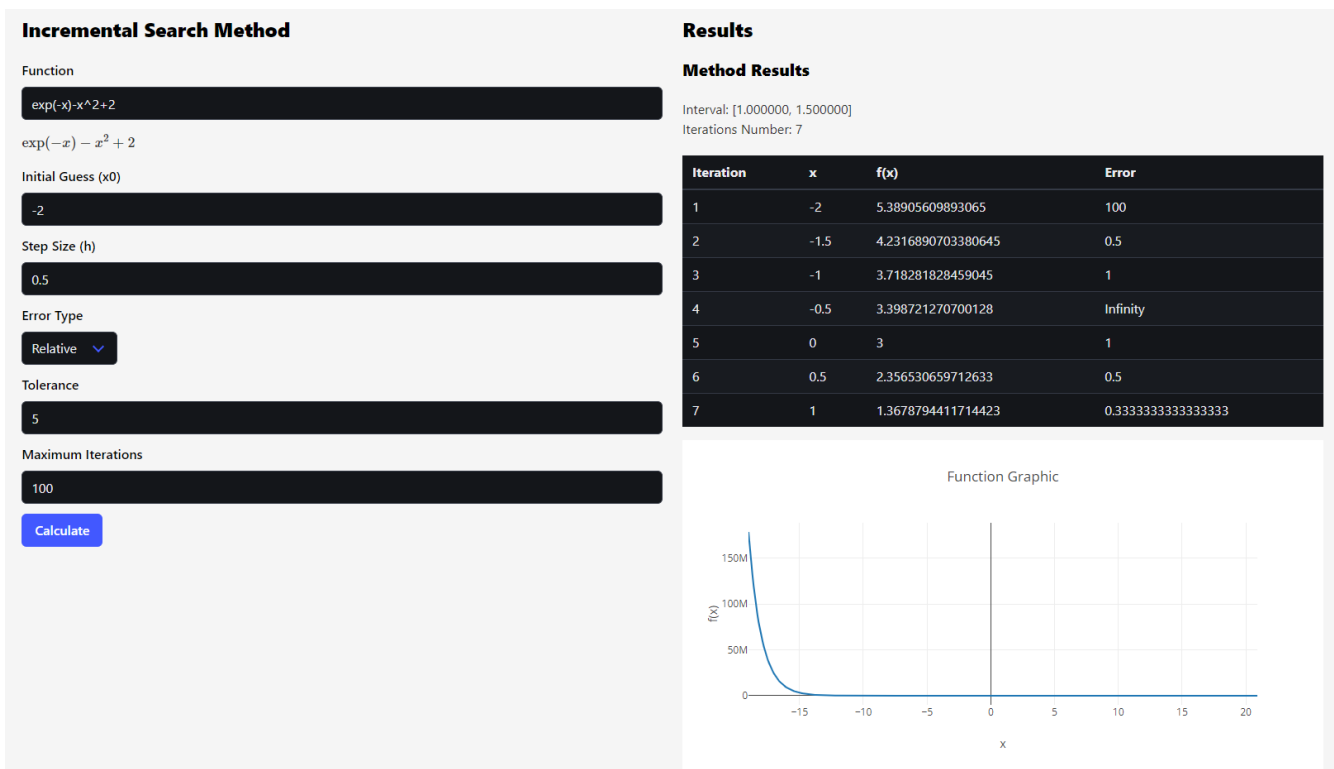 Incremental Search Method
Function
exp(-x)-x^2+2
exp(−x) − x² + 2
Initial Guess (x0)
-2
Step Size (h)
0.5
Error Type
Relative
Tolerance
5
Maximum Iterations
100
Calculate
Results
Method Results
Interval: [1.000000, 1.500000]
Iterations Number: 7
Iteration x f(x) Error
1 -2 5.38905609893065 100
2 -1.5 4.2316890703380645 0.5
3 -1 3.718281828459045 1
4 -0.5 3.398721270700128 Infinity
5 0 3 1
6 0.5 2.356530659712633 0.5
7 1 1.3678794411714423 0.3333333333333333
Function Graphic
150M
100M
50M
0
f(x)
−15 −10 −5 0 5 10 15 20
x